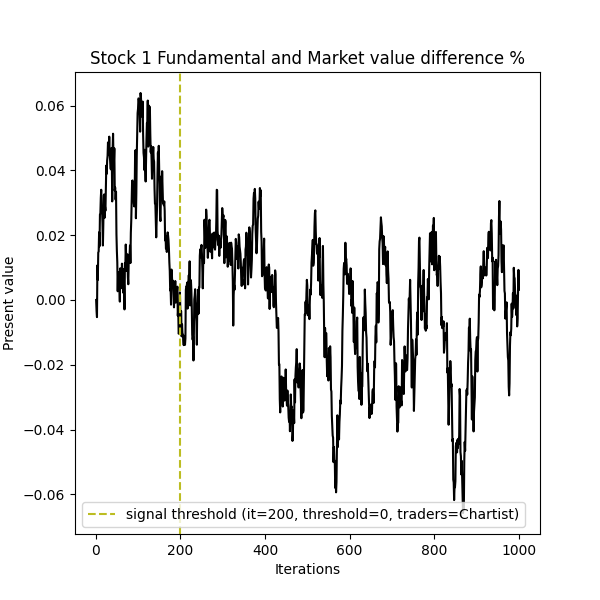 Stock 1 Fundamental and Market value difference %
0.06
0.04
0.02
0.00
−0.02
−0.04
−0.06
Present value
signal threshold (it=200, threshold=0, traders=Chartist)
0 200 400 600 800 1000
Iterations